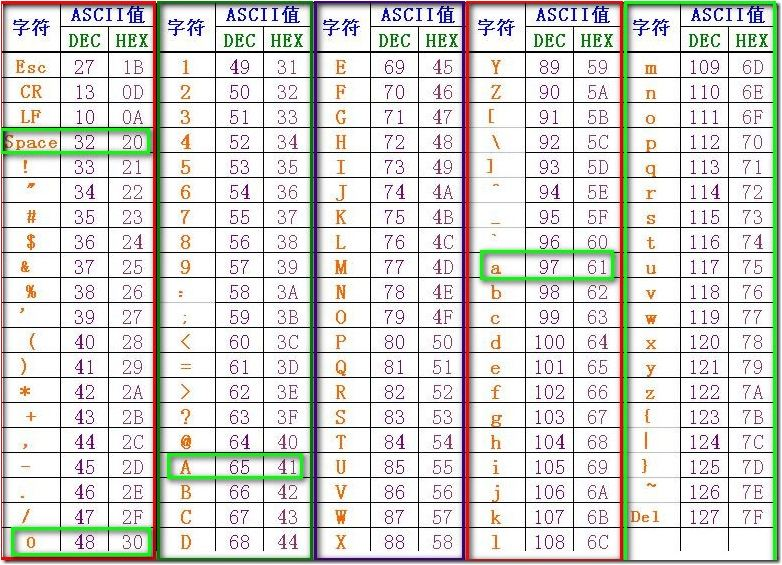 字符 ASCII值 字符 ASCII值 字符 ASCII值 字符 ASCII值 字符 ASCII值
DEC HEX DEC HEX DEC HEX DEC HEX DEC HEX
Esc 27 1B 1 49 31 E 69 45 Y 89 59 m 109 6D
CR 13 0D 2 50 32 F 70 46 Z 90 5A n 110 6E
LF 10 0A 3 51 33 G 71 47 [ 91 5B o 111 6F
Space 32 20 4 52 34 H 72 48 \ 92 5C p 112 70
! 33 21 5 53 35 I 73 49 ] 93 5D q 113 71
" 34 22 6 54 36 J 74 4A ^ 94 5E r 114 72
# 35 23 7 55 37 K 75 4B _ 95 5F s 115 73
$ 36 24 8 56 38 L 76 4C ` 96 60 t 116 74
& 37 25 9 57 39 M 77 4D a 97 61 u 117 75
% 38 26 : 58 3A N 78 4E b 98 62 v 118 76
' 39 27 ; 59 3B O 79 4F c 99 63 w 119 77
( 40 28 < 60 3C P 80 50 d 100 64 x 120 78
) 41 29 = 61 3D Q 81 51 e 101 65 y 121 79
* 42 2A > 62 3E R 82 52 f 102 66 z 122 7A
+ 43 2B ? 63 3F S 83 53 g 103 67 { 123 7B
, 44 2C @ 64 40 T 84 54 h 104 68 | 124 7C
- 45 2D A 65 41 U 85 55 i 105 69 } 125 7D
. 46 2E B 66 42 V 86 56 j 106 6A ~ 126 7E
/ 47 2F C 67 43 W 87 57 k 107 6B Del 127 7F
0 48 30 D 68 44 X 88 58 l 108 6C